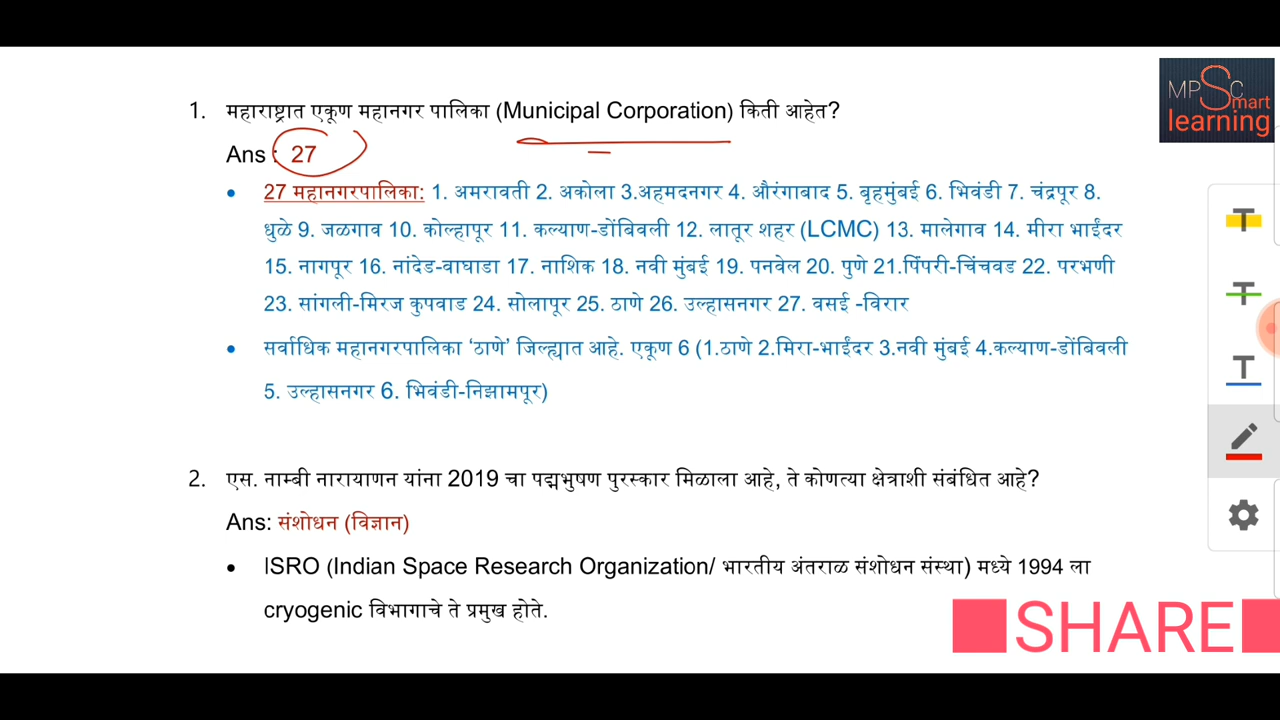 MPSC
Smart
learning
1. महाराष्ट्रात एकूण महानगर पालिका (Municipal Corporation) किती आहेत?
Ans : 27
• 27 महानगरपालिका: 1. अमरावती 2. अकोला 3.अहमदनगर 4. औरंगाबाद 5. बृहमुंबई 6. भिवंडी 7. चंद्रपूर 8.
धुळे 9. जळगाव 10. कोल्हापूर 11. कल्याण-डोंबिवली 12. लातूर शहर (LCMC) 13. मालेगाव 14. मीरा भाईंदर
15. नागपूर 16. नांदेड-वाघाडा 17. नाशिक 18. नवी मुंबई 19. पनवेल 20. पुणे 21.पिंपरी-चिंचवड 22. परभणी
23. सांगली-मिरज कुपवाड 24. सोलापूर 25. ठाणे 26. उल्हासनगर 27. वसई -विरार
• सर्वाधिक महानगरपालिका ‘ठाणे’ जिल्ह्यात आहे. एकूण 6 (1.ठाणे 2.मिरा-भाईंदर 3.नवी मुंबई 4.कल्याण-डोंबिवली
5. उल्हासनगर 6. भिवंडी-निझामपूर)
2. एस. नाम्बी नारायाणन यांना 2019 चा पद्मभुषण पुरस्कार मिळाला आहे, ते कोणत्या क्षेत्राशी संबंधित आहे?
Ans: संशोधन (विज्ञान)
• ISRO (Indian Space Research Organization/ भारतीय अंतराळ संशोधन संस्था) मध्ये 1994 ला
cryogenic विभागाचे ते प्रमुख होते.
SHARE